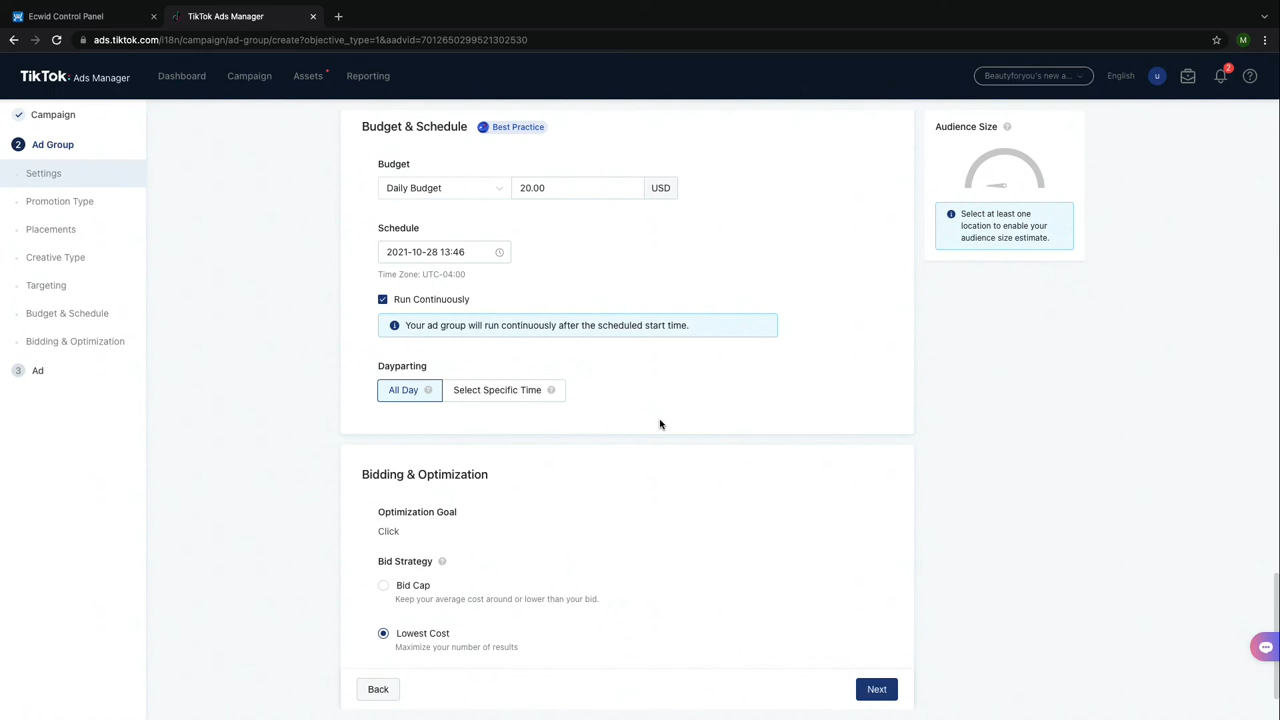 Ecwid Control Panel
TikTok Ads Manager
ads.tiktok.com/i18n/campaign/ad-group/create?objective_type=1&aadvid=7012650299521302530
M
TikTok: Ads Manager
Dashboard
Campaign
Assets
Reporting
Beautyforyou's new a...
English
u
2
Campaign
2 Ad Group
Settings
Promotion Type
Placements
Creative Type
Targeting
Budget & Schedule
Bidding & Optimization
3 Ad
Budget & Schedule
Best Practice
Budget
Daily Budget
20.00
USD
Schedule
2021-10-28 13:46
Time Zone: UTC-04:00
Run Continuously
Your ad group will run continuously after the scheduled start time.
Dayparting
All Day
Select Specific Time
Bidding & Optimization
Optimization Goal
Click
Bid Strategy
Bid Cap
Keep your average cost around or lower than your bid.
Lowest Cost
Maximize your number of results
Back
Next
Audience Size
Select at least one
location to enable your
audience size estimate.